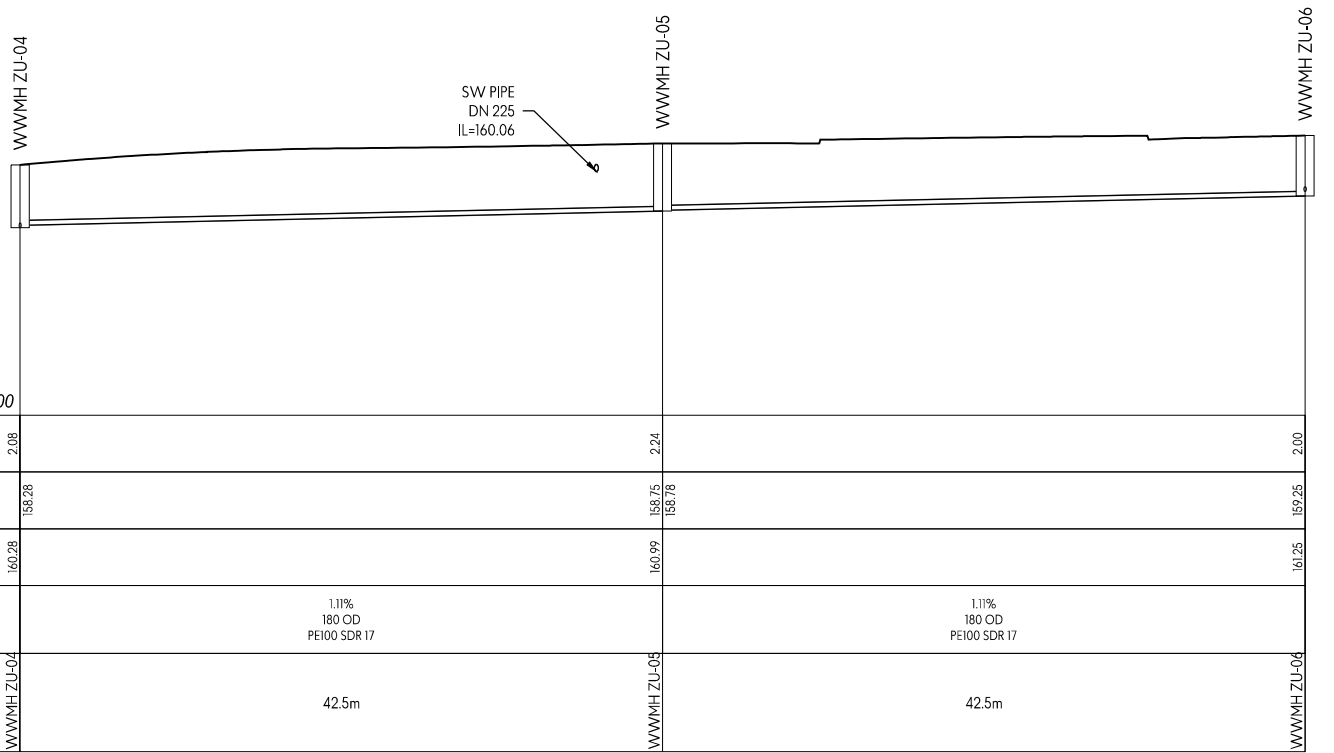 WWMH ZU-04
WWMH ZU-05
WWMH ZU-06
SW PIPE
DN 225
IL=160.06
00
2.08
2.24
2.00
158.28
158.75
158.78
159.25
160.28
160.99
161.25
1.11%
180 OD
PE100 SDR 17
1.11%
180 OD
PE100 SDR 17
WWMH ZU-04
42.5m
WWMH ZU-05
42.5m
WWMH ZU-06